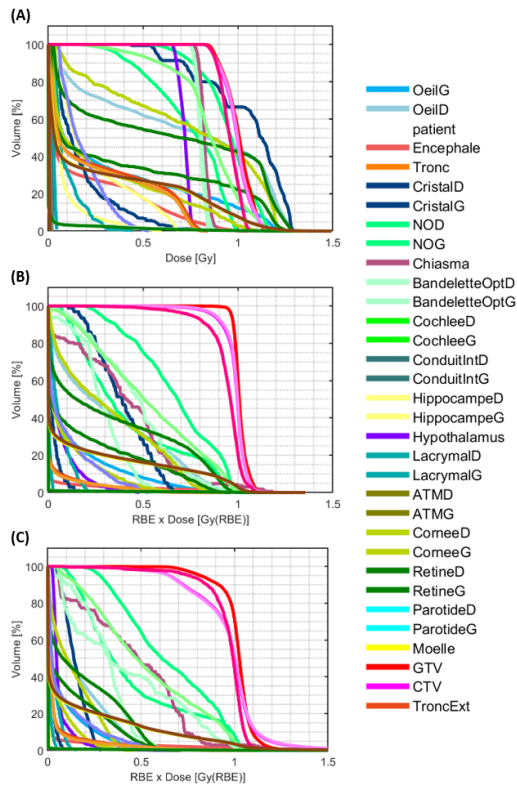 (A)
100
80
60
40
20
0
Volume [%]
0
0.5
1
1.5
Dose [Gy]
(B)
100
80
60
40
20
0
Volume [%]
0
0.5
1
1.5
RBE x Dose [Gy(RBE)]
(C)
100
80
60
40
20
0
Volume [%]
0
0.5
1
1.5
RBE x Dose [Gy(RBE)]
OeilG
OeilD
patient
Encephale
Tronc
CristalD
CristalG
NOD
NOG
Chiasma
BandeletteOptD
BandeletteOptG
CochleeD
CochleeG
ConduitIntD
ConduitIntG
HippocampeD
HippocampeG
Hypothalamus
LacrymalD
LacrymalG
ATMD
ATMG
CorneeD
CorneeG
RetineD
RetineG
ParotideD
ParotideG
Moelle
GTV
CTV
TroncExt